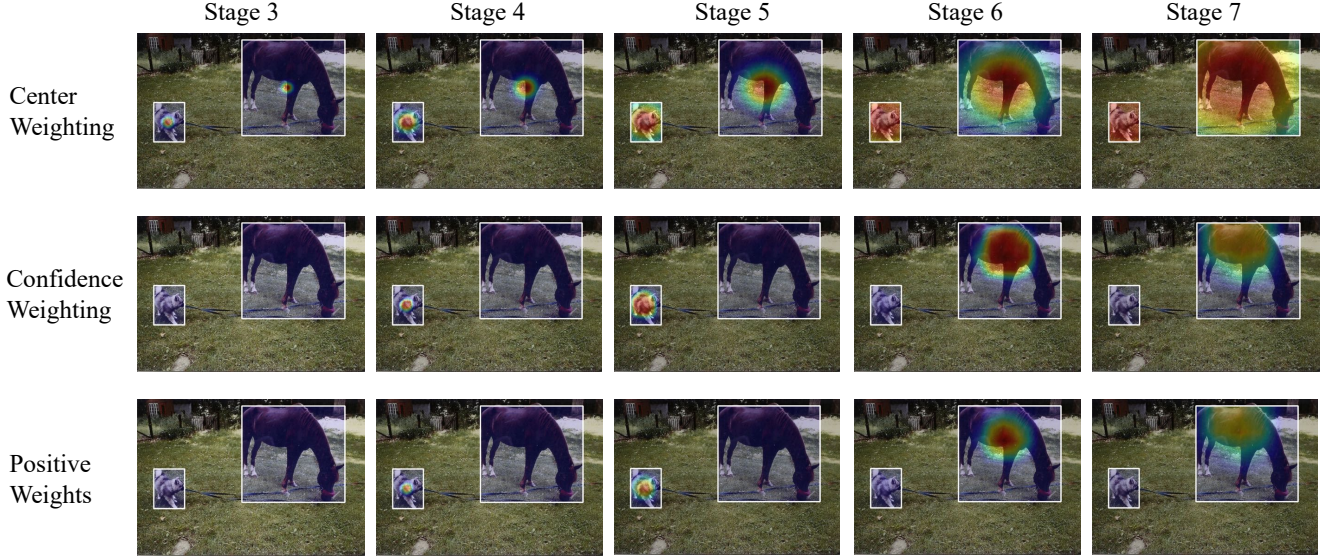 Stage 3 Stage 4 Stage 5 Stage 6 Stage 7
Center
Weighting
Confidence
Weighting
Positive
Weights